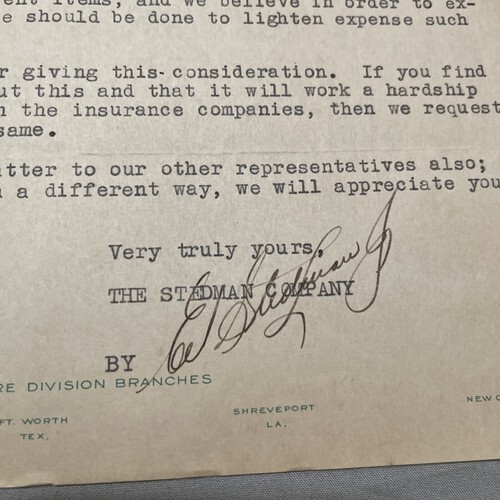 and we believe in order to ex-
e should be done to lighten expense such
r giving this consideration. If you find
ut this and that it will work a hardship
the insurance companies, then we request
same.
tter to our other representatives also;
a different way, we will appreciate you
Very truly yours,
THE STEDMAN COMPANY
BY
RE DIVISION BRANCHES
FT. WORTH
TEX.
SHREVEPORT
LA.
NEW O